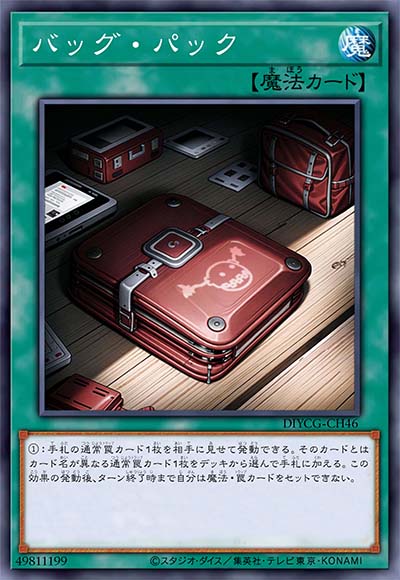 バッグ・パック
魔
【魔法カード】
DIYCG-CH46
①：手札の通常罠カード1枚を相手に見せて発動できる。そのカードとは
カード名が異なる通常罠カード1枚をデッキから選んで手札に加える。この
効果の発動後、ターン終了時まで自分は魔法・罠カードをセットできない。
49811199
©スタジオ・ダイス／集英社・テレビ東京・KONAMI